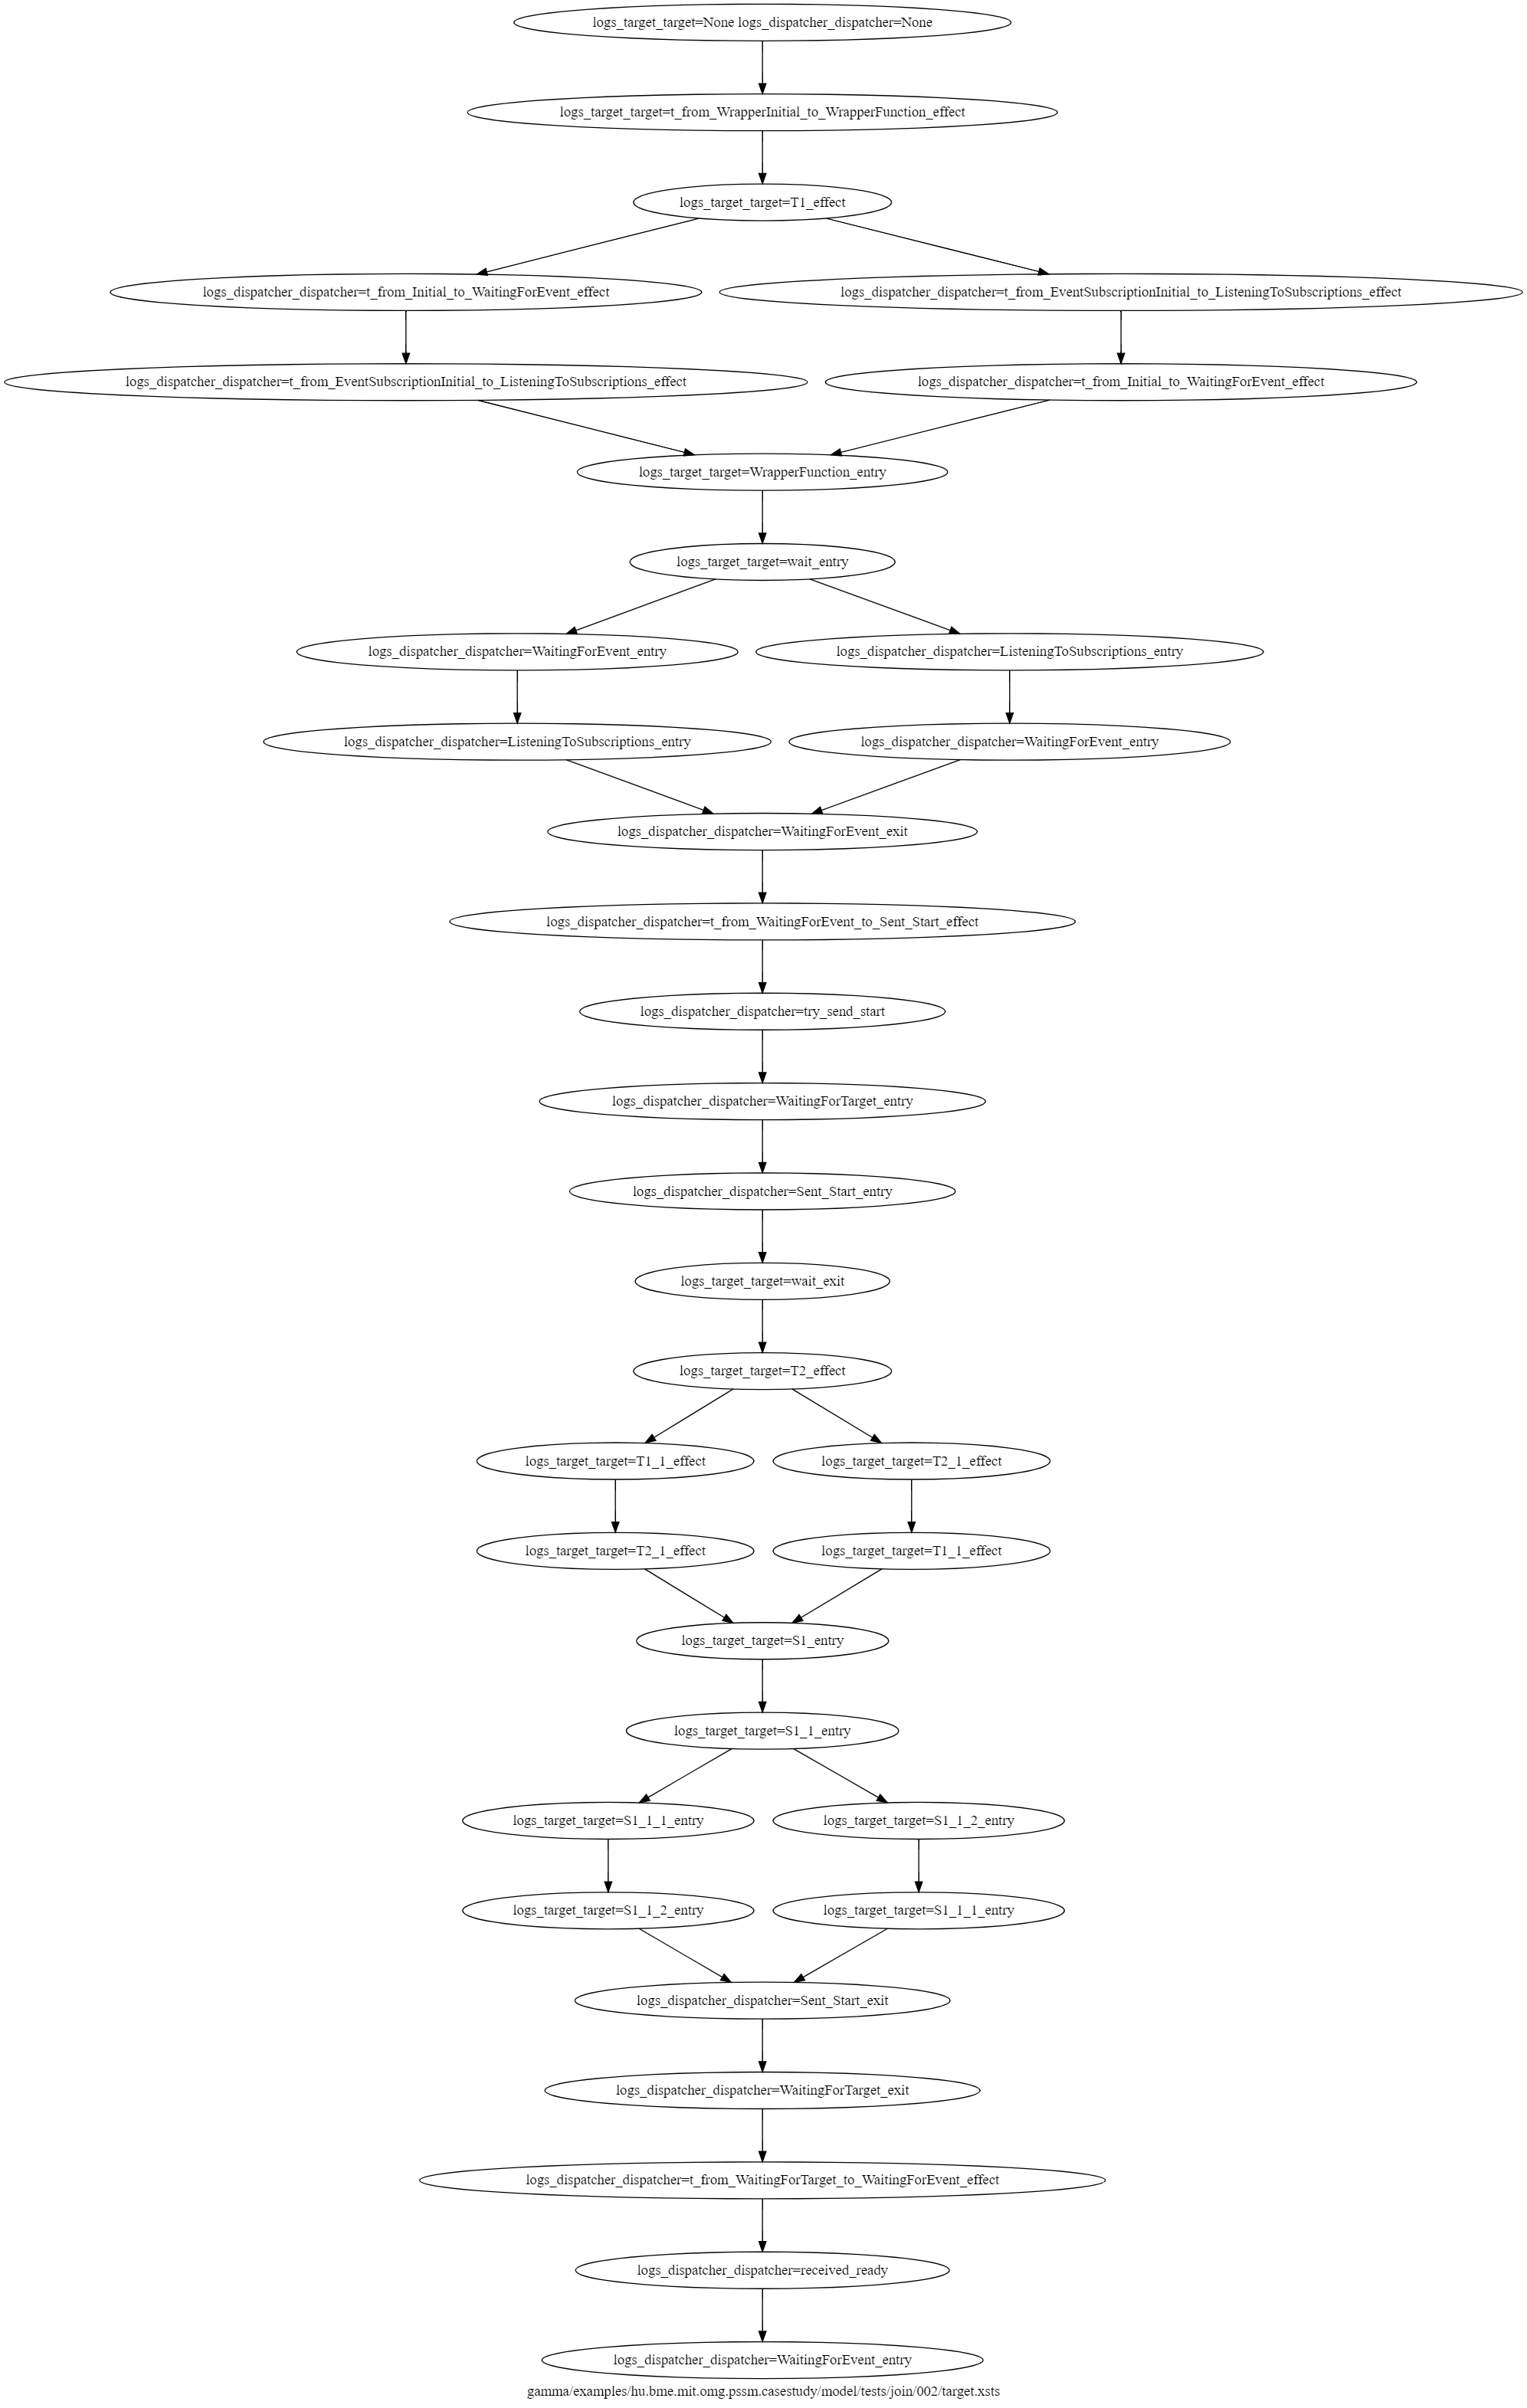 logs_target_target=None logs_dispatcher_dispatcher=None
logs_target_target=t_from_WrapperInitial_to_WrapperFunction_effect
logs_target_target=T1_effect
logs_dispatcher_dispatcher=t_from_Initial_to_WaitingForEvent_effect
logs_dispatcher_dispatcher=t_from_EventSubscriptionInitial_to_ListeningToSubscriptions_effect
logs_dispatcher_dispatcher=t_from_EventSubscriptionInitial_to_ListeningToSubscriptions_effect
logs_dispatcher_dispatcher=t_from_Initial_to_WaitingForEvent_effect
logs_target_target=WrapperFunction_entry
logs_target_target=wait_entry
logs_dispatcher_dispatcher=WaitingForEvent_entry
logs_dispatcher_dispatcher=ListeningToSubscriptions_entry
logs_dispatcher_dispatcher=ListeningToSubscriptions_entry
logs_dispatcher_dispatcher=WaitingForEvent_entry
logs_dispatcher_dispatcher=WaitingForEvent_exit
logs_dispatcher_dispatcher=t_from_WaitingForEvent_to_Sent_Start_effect
logs_dispatcher_dispatcher=try_send_start
logs_dispatcher_dispatcher=WaitingForTarget_entry
logs_dispatcher_dispatcher=Sent_Start_entry
logs_target_target=wait_exit
logs_target_target=T2_effect
logs_target_target=T1_1_effect
logs_target_target=T2_1_effect
logs_target_target=T2_1_effect
logs_target_target=T1_1_effect
logs_target_target=S1_entry
logs_target_target=S1_1_entry
logs_target_target=S1_1_1_entry
logs_target_target=S1_1_2_entry
logs_target_target=S1_1_2_entry
logs_target_target=S1_1_1_entry
logs_dispatcher_dispatcher=Sent_Start_exit
logs_dispatcher_dispatcher=WaitingForTarget_exit
logs_dispatcher_dispatcher=t_from_WaitingForTarget_to_WaitingForEvent_effect
logs_dispatcher_dispatcher=received_ready
logs_dispatcher_dispatcher=WaitingForEvent_entry
gamma/examples/hu.bme.mit.omg.pssm.casestudy/model/tests/join/002/target.xsts